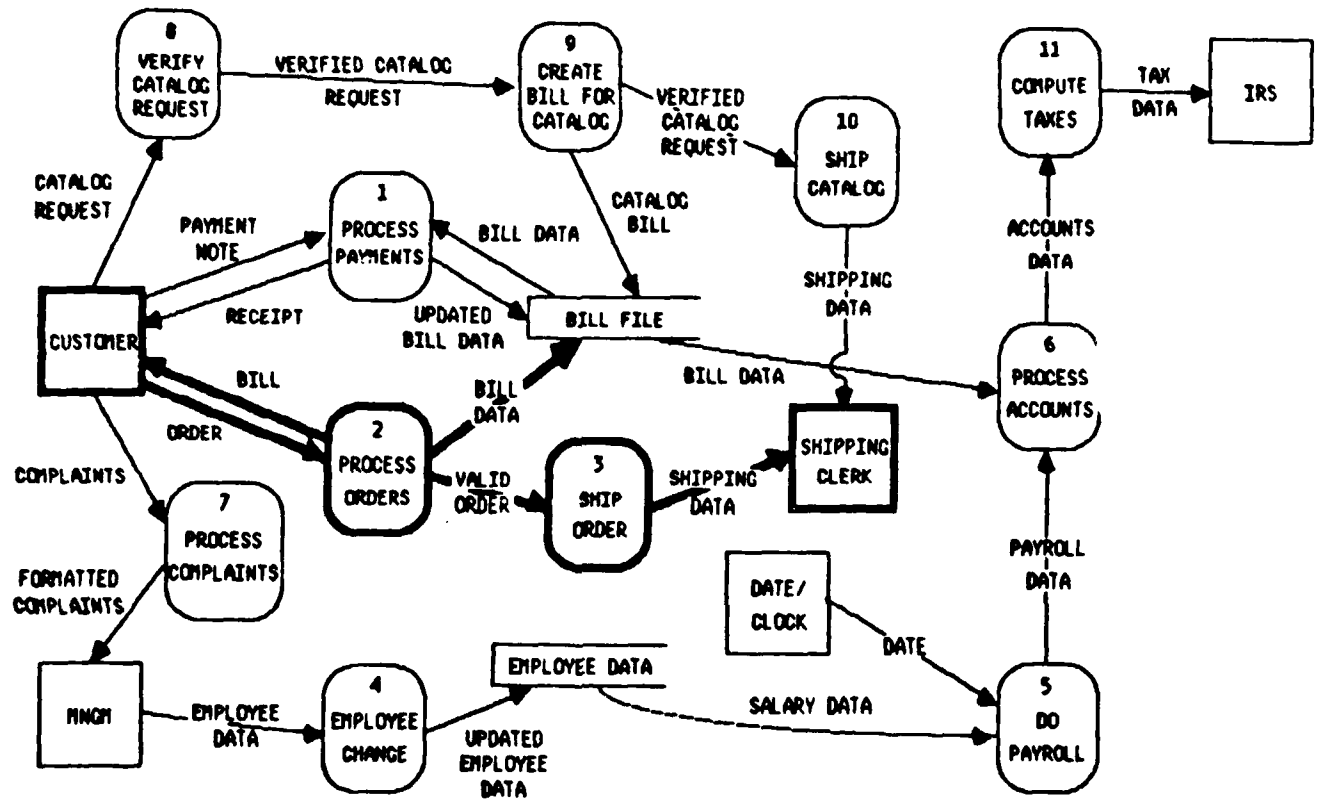 8
VERIFY
CATALOG
REQUEST
VERIFIED CATALOG
REQUEST
9
CREATE
BILL FOR
CATALOG
VERIFIED
CATALOG
REQUEST
10
SHIP
CATALOG
11
COMPUTE
TAXES
TAX
DATA
IRS
CATALOG
REQUEST
PAYMENT
NOTE
1
PROCESS
PAYMENTS
BILL DATA
CATALOG
BILL
SHIPPING
DATA
ACCOUNTS
DATA
RECEIPT
UPDATED
BILL DATA
BILL FILE
CUSTOMER
BILL
ORDER
BILL
DATA
BILL DATA
6
PROCESS
ACCOUNTS
2
PROCESS
ORDERS
VALID
ORDER
3
SHIP
ORDER
SHIPPING
DATA
SHIPPING
CLERK
COMPLAINTS
7
PROCESS
COMPLAINTS
FORMATTED
COMPLAINTS
PAYROLL
DATA
DATE/
CLOCK
DATE
MNGM
EMPLOYEE
DATA
4
EMPLOYEE
CHANGE
UPDATED
EMPLOYEE
DATA
EMPLOYEE DATA
SALARY DATA
5
DO
PAYROLL